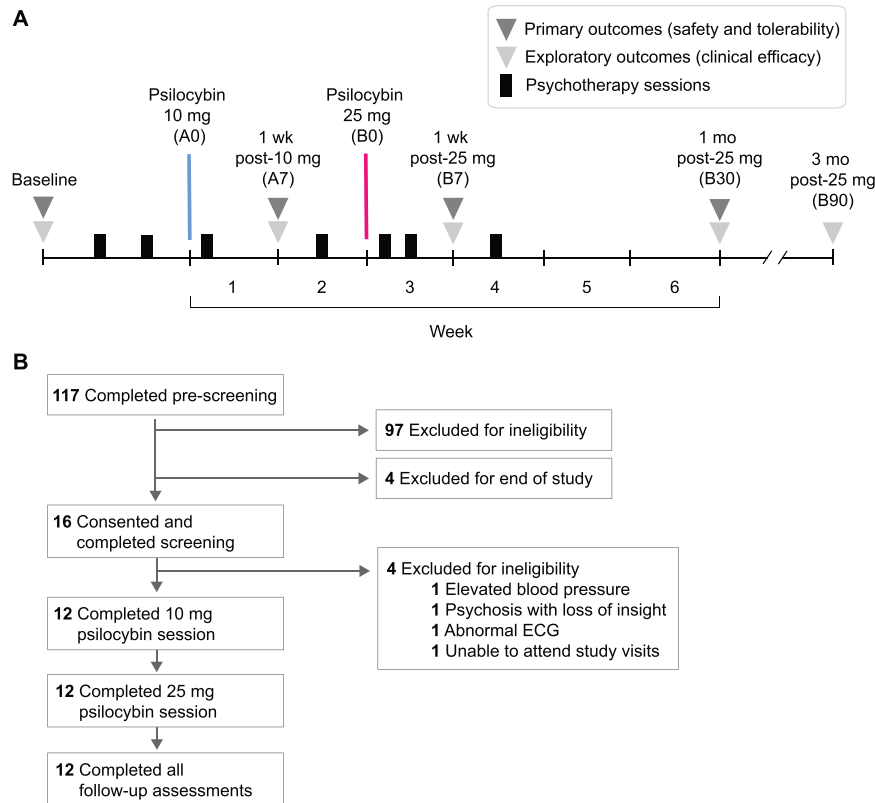 A
Primary outcomes (safety and tolerability)
Exploratory outcomes (clinical efficacy)
Psychotherapy sessions
Psilocybin
10 mg
(A0)
Psilocybin
25 mg
(B0)
1 wk
post-10 mg
(A7)
1 wk
post-25 mg
(B7)
1 mo
post-25 mg
(B30)
3 mo
post-25 mg
(B90)
Baseline
1 2 3 4 5 6
Week
B
117 Completed pre-screening
97 Excluded for ineligibility
4 Excluded for end of study
16 Consented and
completed screening
4 Excluded for ineligibility
1 Elevated blood pressure
1 Psychosis with loss of insight
1 Abnormal ECG
1 Unable to attend study visits
12 Completed 10 mg
psilocybin session
12 Completed 25 mg
psilocybin session
12 Completed all
follow-up assessments